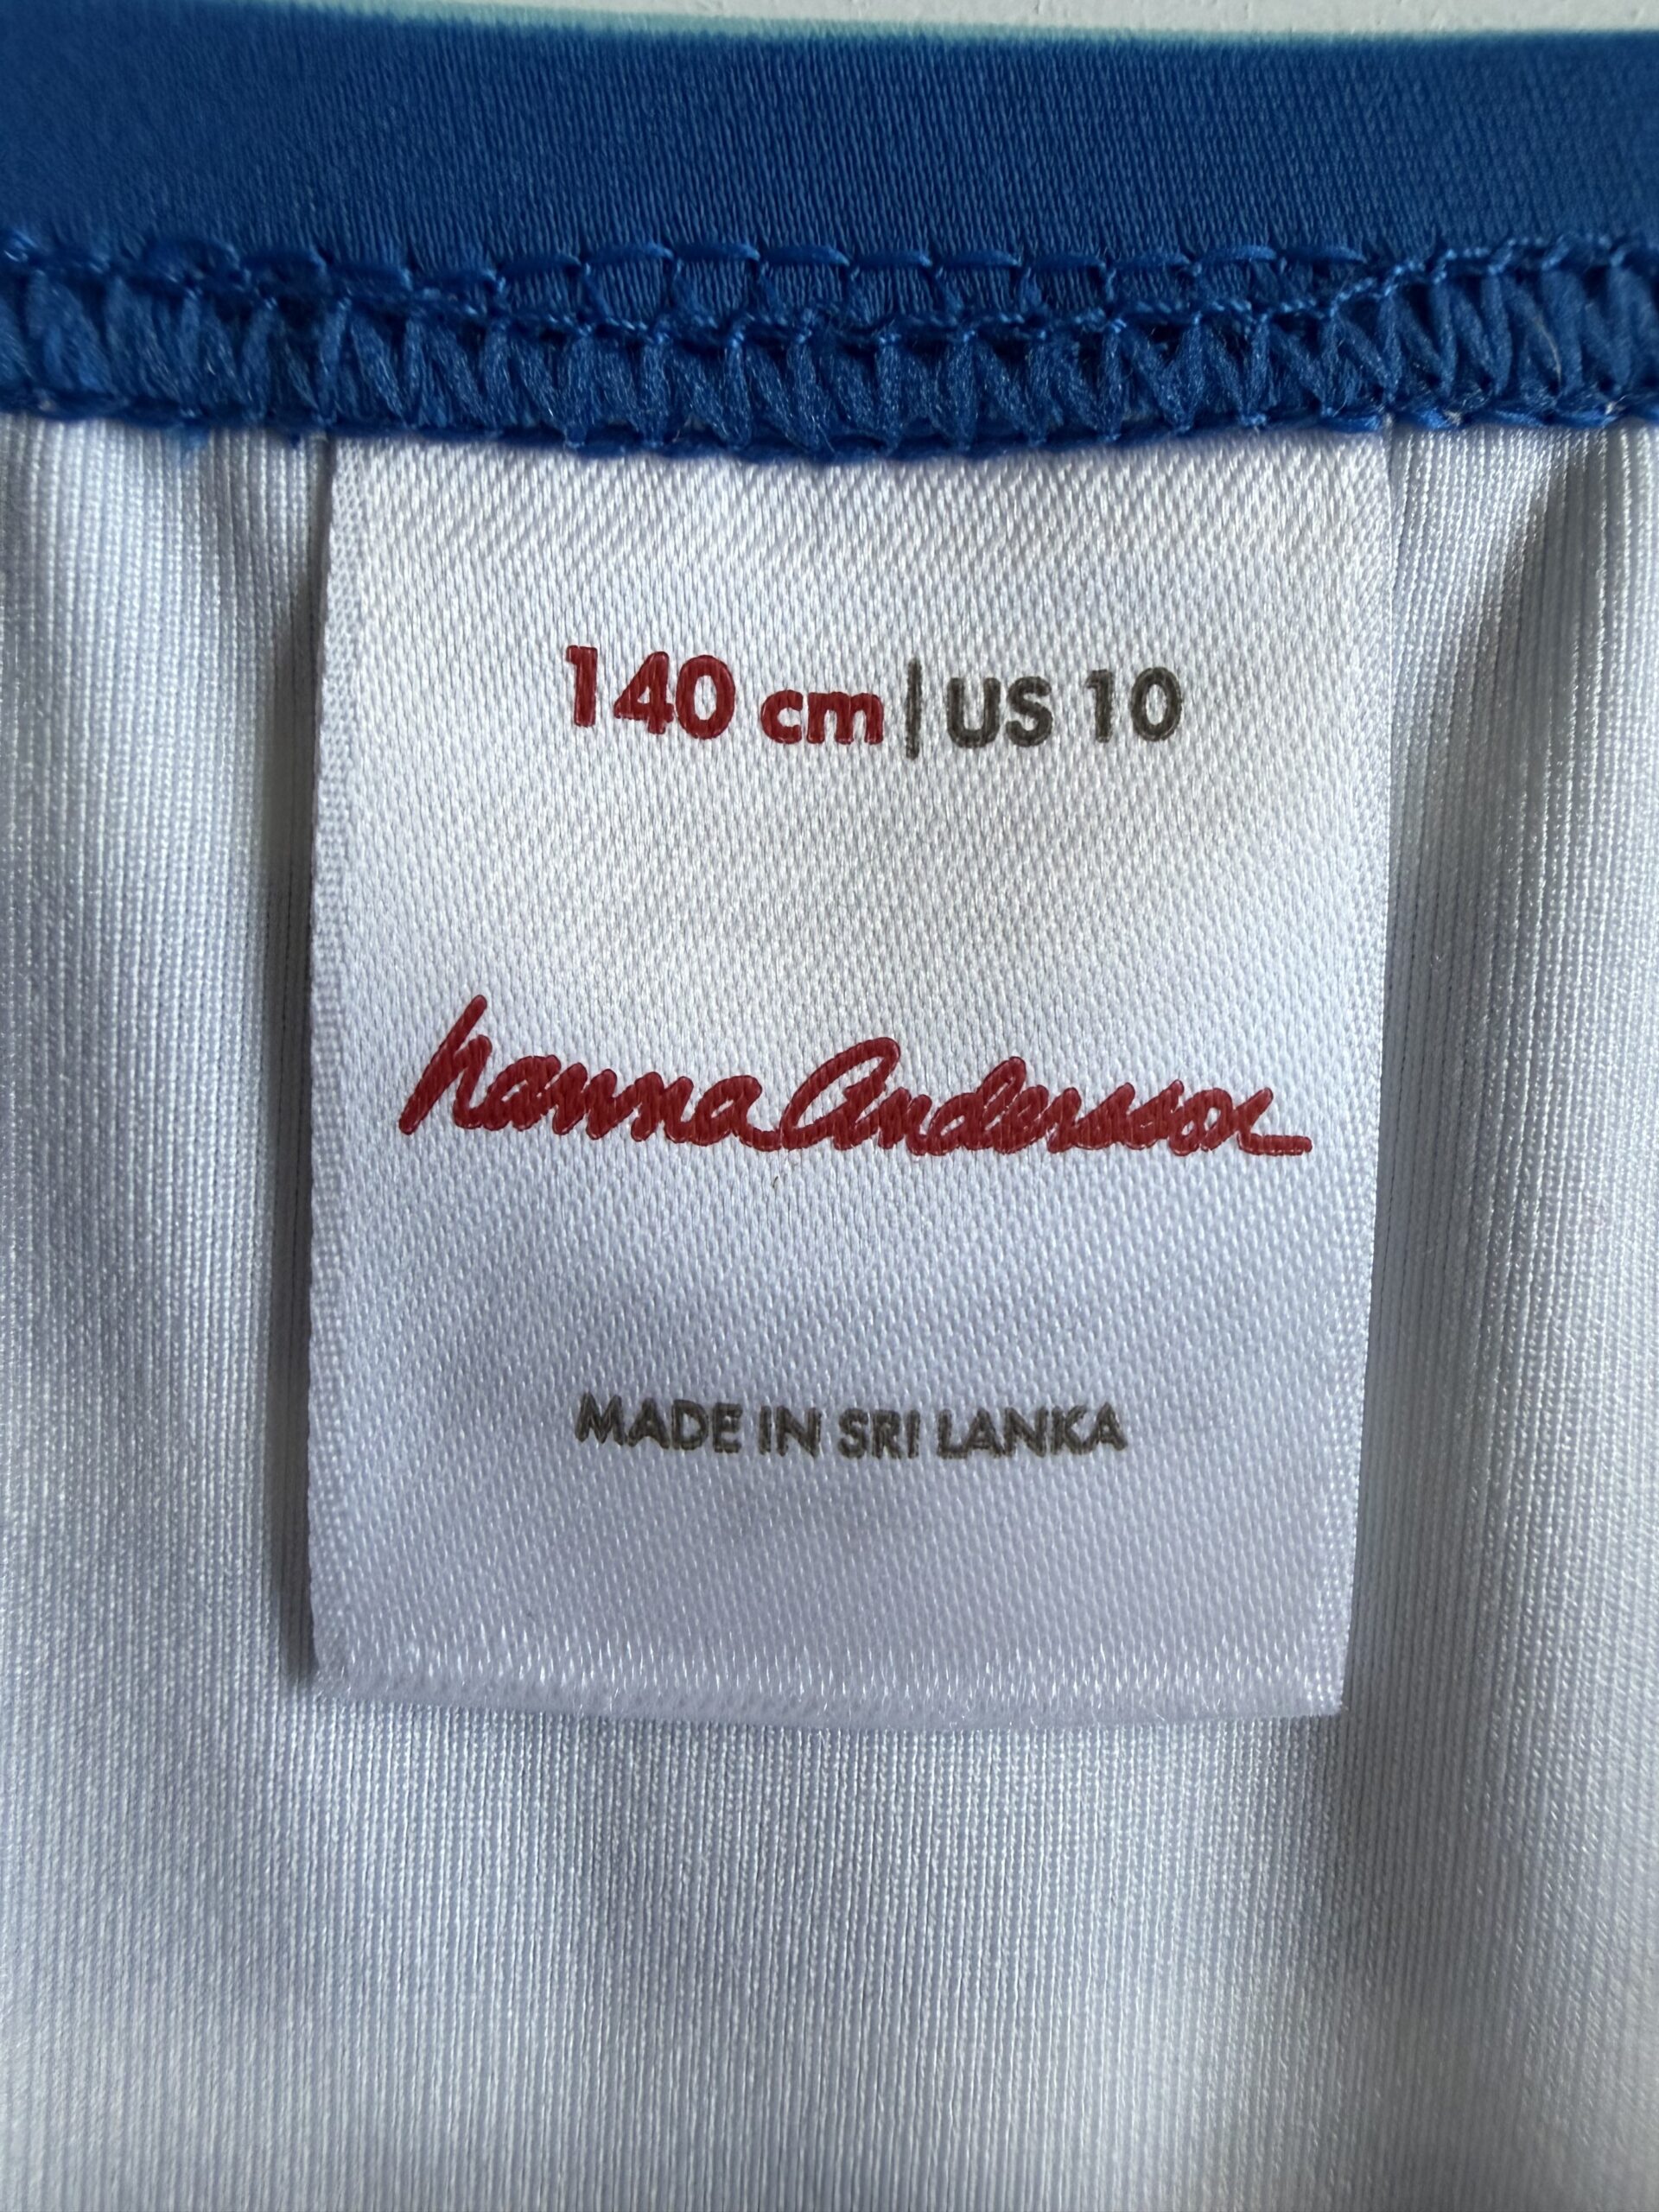 140 cm | US 10
hanna Andersson
MADE IN SRI LANKA